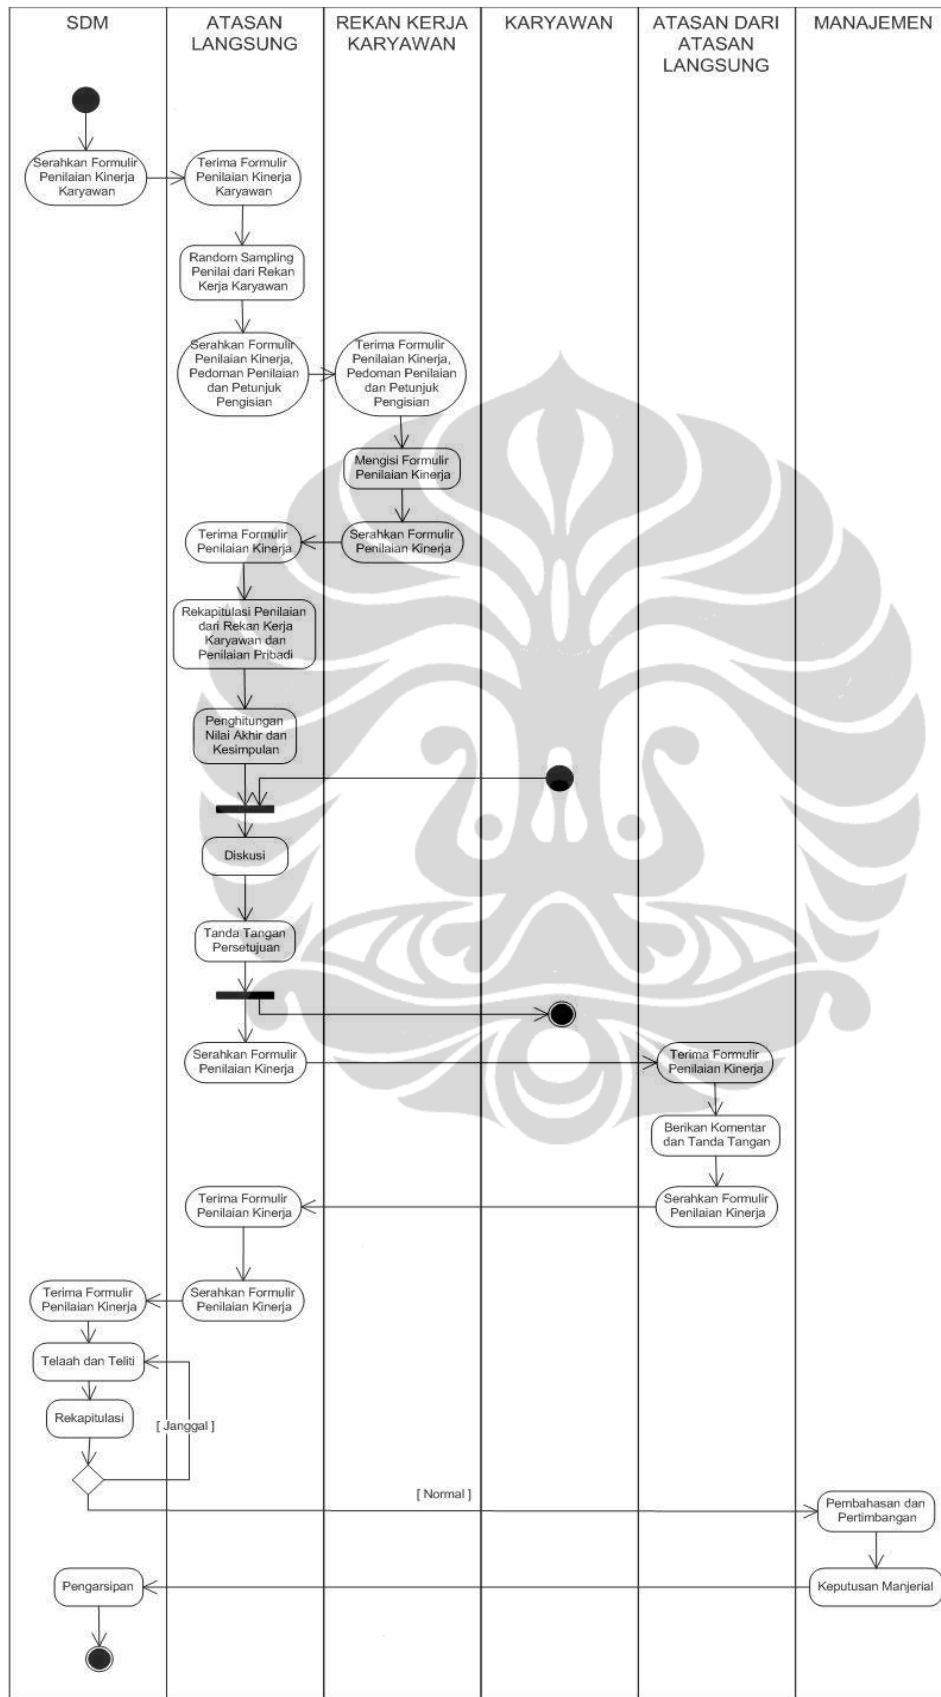 SDM
ATASAN
LANGSUNG
REKAN KERJA
KARYAWAN
KARYAWAN
ATASAN DARI
ATASAN
LANGSUNG
MANAJEMEN
Serahkan Formulir
Penilaian Kinerja
Karyawan
Terima Formulir
Penilaian Kinerja
Karyawan
Random Sampling
Penilai dari Rekan
Kerja Karyawan
Serahkan Formulir
Penilaian Kinerja,
Pedoman Penilaian
dan Petunjuk
Pengisian
Terima Formulir
Penilaian Kinerja,
Pedoman Penilaian
dan Petunjuk
Pengisian
Mengisi Formulir
Penilaian Kinerja
Serahkan Formulir
Penilaian Kinerja
Terima Formulir
Penilaian Kinerja
Rekapitulasi Penilaian
dari Rekan Kerja
Karyawan dan
Penilaian Pribadi
Penghitungan
Nilai Akhir dan
Kesimpulan
Diskusi
Tanda Tangan
Persetujuan
Serahkan Formulir
Penilaian Kinerja
Terima Formulir
Penilaian Kinerja
Berikan Komentar
dan Tanda Tangan
Serahkan Formulir
Penilaian Kinerja
Terima Formulir
Penilaian Kinerja
Serahkan Formulir
Penilaian Kinerja
Terima Formulir
Penilaian Kinerja
Telaah dan Teliti
Rekapitulasi
[ Janggal ]
[ Normal ]
Pembahasan dan
Pertimbangan
Keputusan Manjerial
Pengarsipan